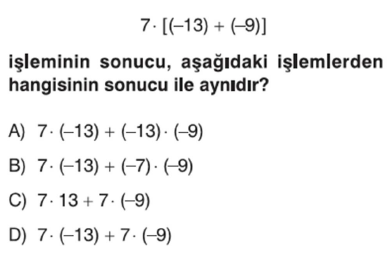 7· [(–13) + (–9)]
işleminin sonucu, aşağıdaki işlemlerden
hangisinin sonucu ile aynıdır?
A) 7· (–13) + (–13)· (–9)
B) 7· (–13) + (–7)· (–9)
C) 7· 13 + 7· (–9)
D) 7· (–13) + 7· (–9)